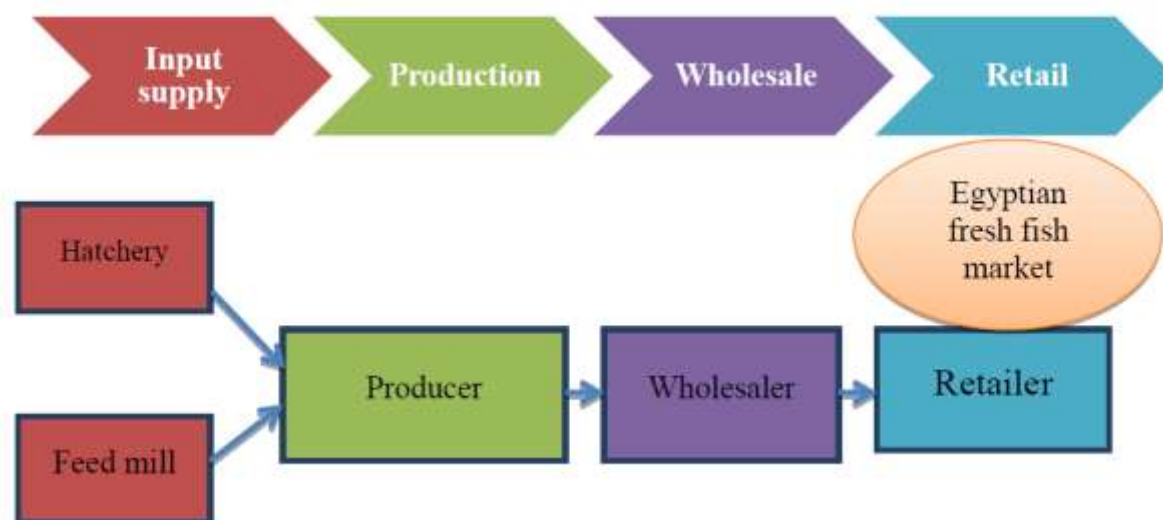 Input
supply
Production
Wholesale
Retail
Egyptian
fresh fish
market
Hatchery
Producer
Wholesaler
Retailer
Feed mill